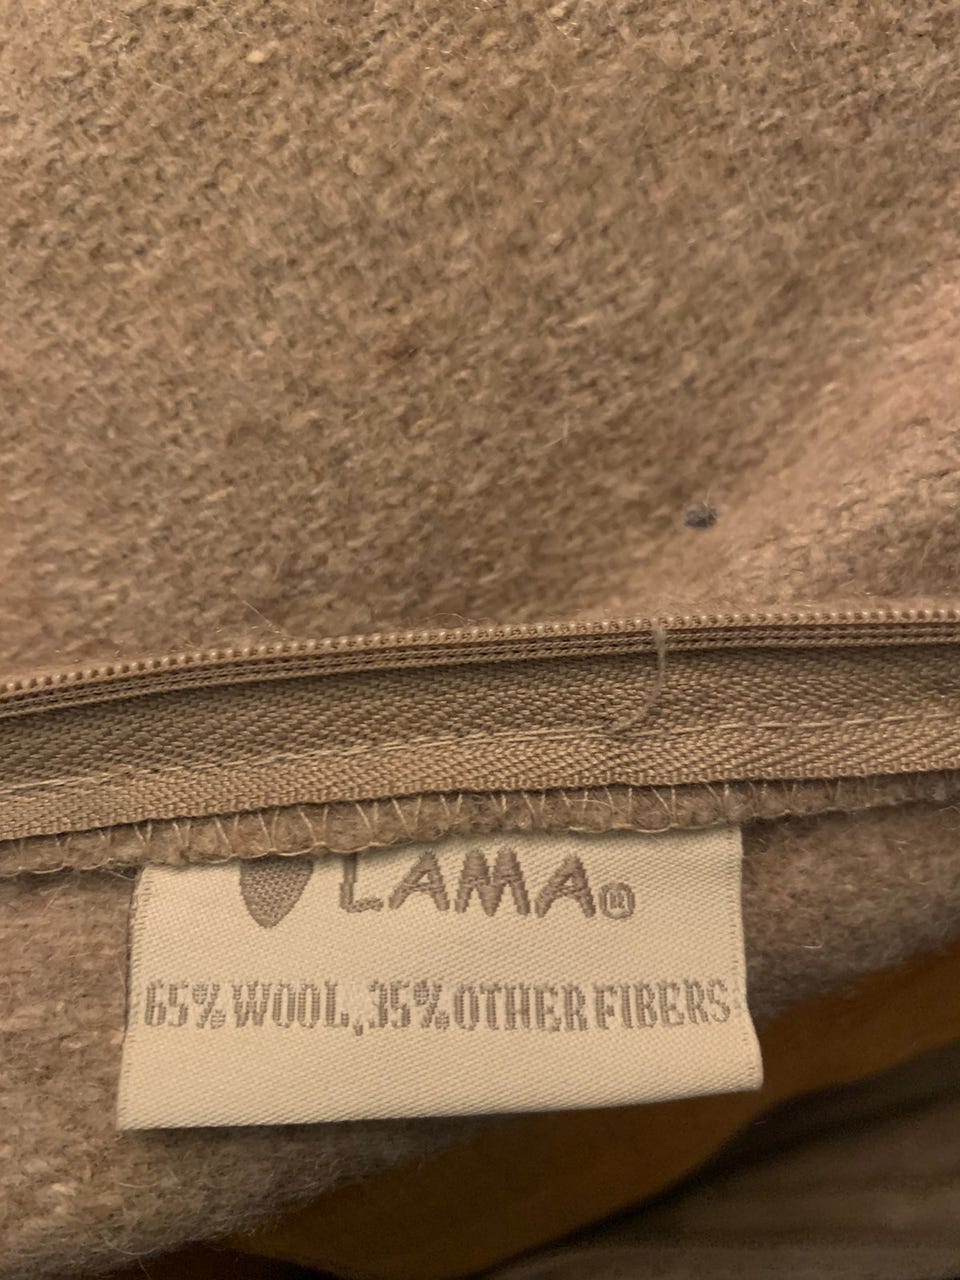 LAMA®
65% WOOL, 35% OTHER FIBERS